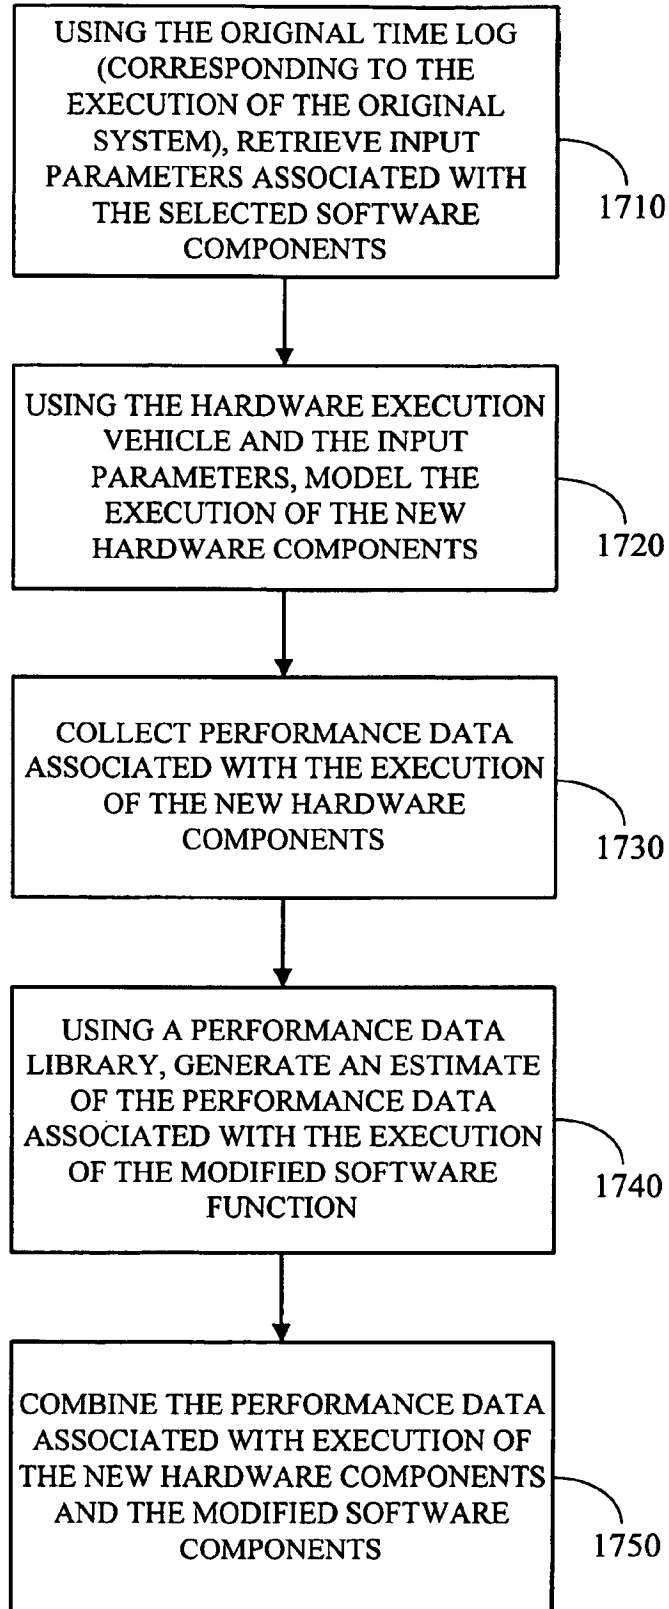 USING THE ORIGINAL TIME LOG
(CORRESPONDING TO THE
EXECUTION OF THE ORIGINAL
SYSTEM), RETRIEVE INPUT
PARAMETERS ASSOCIATED WITH
THE SELECTED SOFTWARE
COMPONENTS
1710
USING THE HARDWARE EXECUTION
VEHICLE AND THE INPUT
PARAMETERS, MODEL THE
EXECUTION OF THE NEW
HARDWARE COMPONENTS
1720
COLLECT PERFORMANCE DATA
ASSOCIATED WITH THE EXECUTION
OF THE NEW HARDWARE
COMPONENTS
1730
USING A PERFORMANCE DATA
LIBRARY, GENERATE AN ESTIMATE
OF THE PERFORMANCE DATA
ASSOCIATED WITH THE EXECUTION
OF THE MODIFIED SOFTWARE
FUNCTION
1740
COMBINE THE PERFORMANCE DATA
ASSOCIATED WITH EXECUTION OF
THE NEW HARDWARE COMPONENTS
AND THE MODIFIED SOFTWARE
COMPONENTS
1750